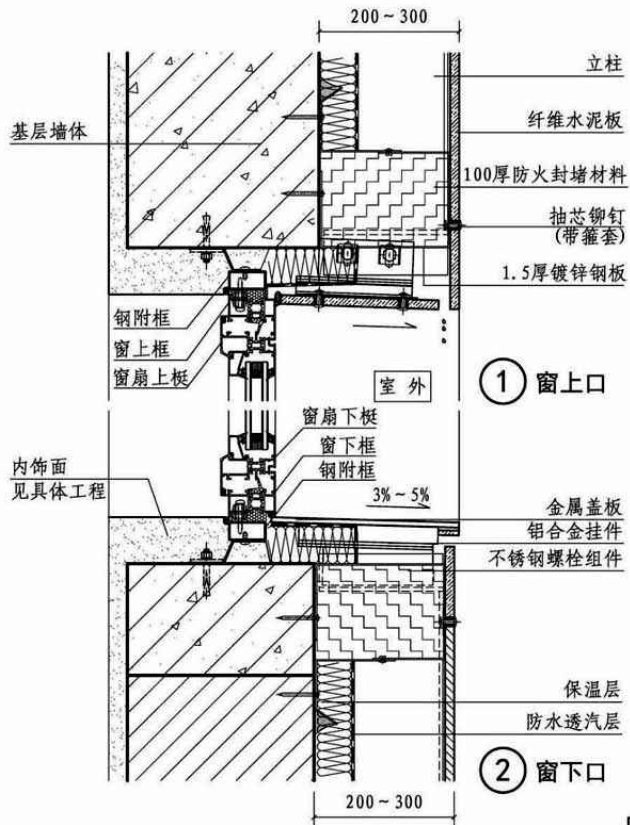 200~300
立柱
纤维水泥板
基层墙体
100厚防火封堵材料
抽芯铆钉
(带箍套)
1.5厚镀锌钢板
钢附框
窗上框
窗扇上梃
1 窗上口
室外
窗扇下梃
窗下框
钢附框
内饰面
见具体工程
3%~5%
金属盖板
铝合金挂件
不锈钢螺栓组件
保温层
防水透汽层
2 窗下口
200~300